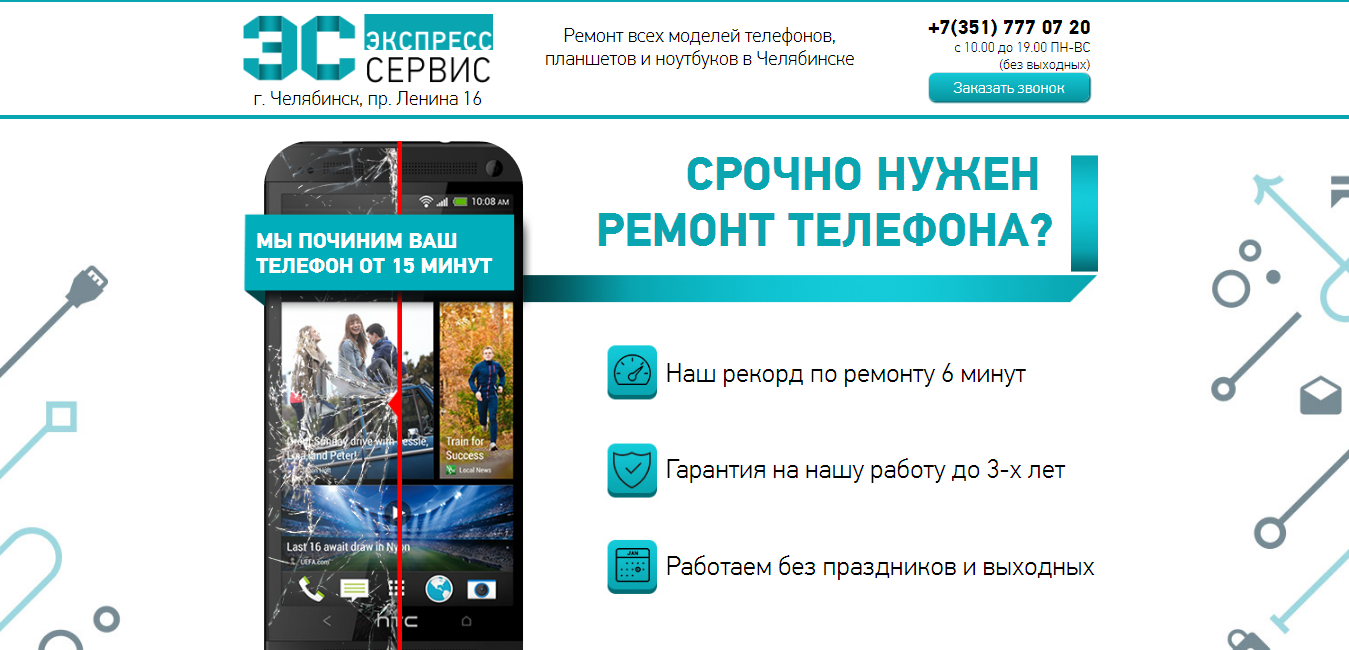 ЭС ЭКСПРЕСС
СЕРВИС
г. Челябинск, пр. Ленина 16
Ремонт всех моделей телефонов,
планшетов и ноутбуков в Челябинске
+7(351) 777 07 20
с 10.00 до 19.00 ПН-ВС
(без выходных)
Заказать звонок
СРОЧНО НУЖЕН
РЕМОНТ ТЕЛЕФОНА?
10:08 AM
МЫ ПОЧИНИМ ВАШ
ТЕЛЕФОН ОТ 15 МИНУТ
Наш рекорд по ремонту 6 минут
Гарантия на нашу работу до 3-х лет
JAN
Работаем без праздников и выходных
Great Sunday drive with Jessie,
Lisa and Peter!
Train for
Success
Local News
Last 16 await draw in Nyon
UEFA.com
hTC